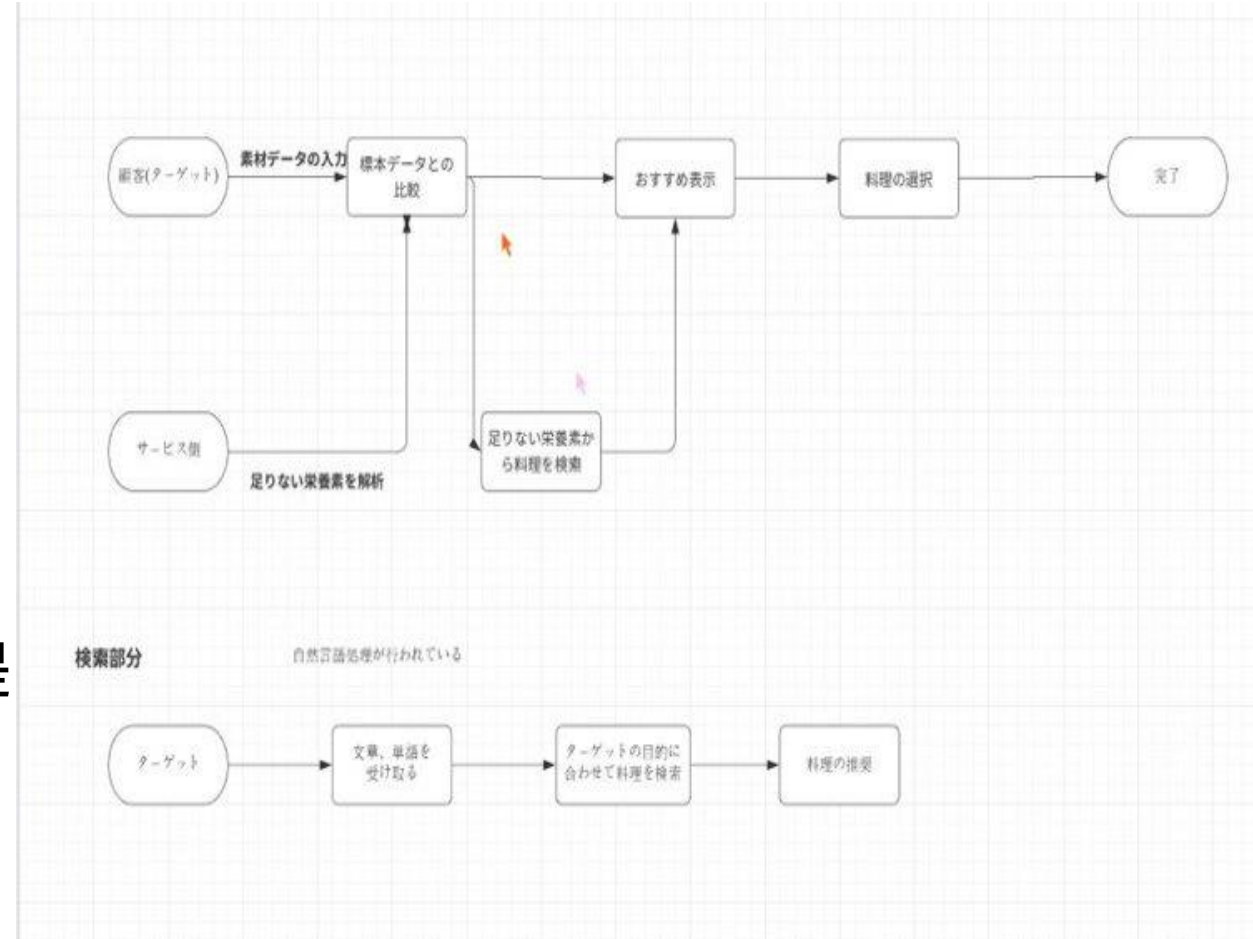 顧客(ターゲット)
素材データの入力
標本データとの
比較
おすすめ表示
料理の選択
完了
サービス側
足りない栄養素を解析
足りない栄養素か
ら料理を検索
検索部分
自然言語処理が行われている
ターゲット
文章、単語を
受け取る
ターゲットの目的に
合わせて料理を検索
料理の推奨